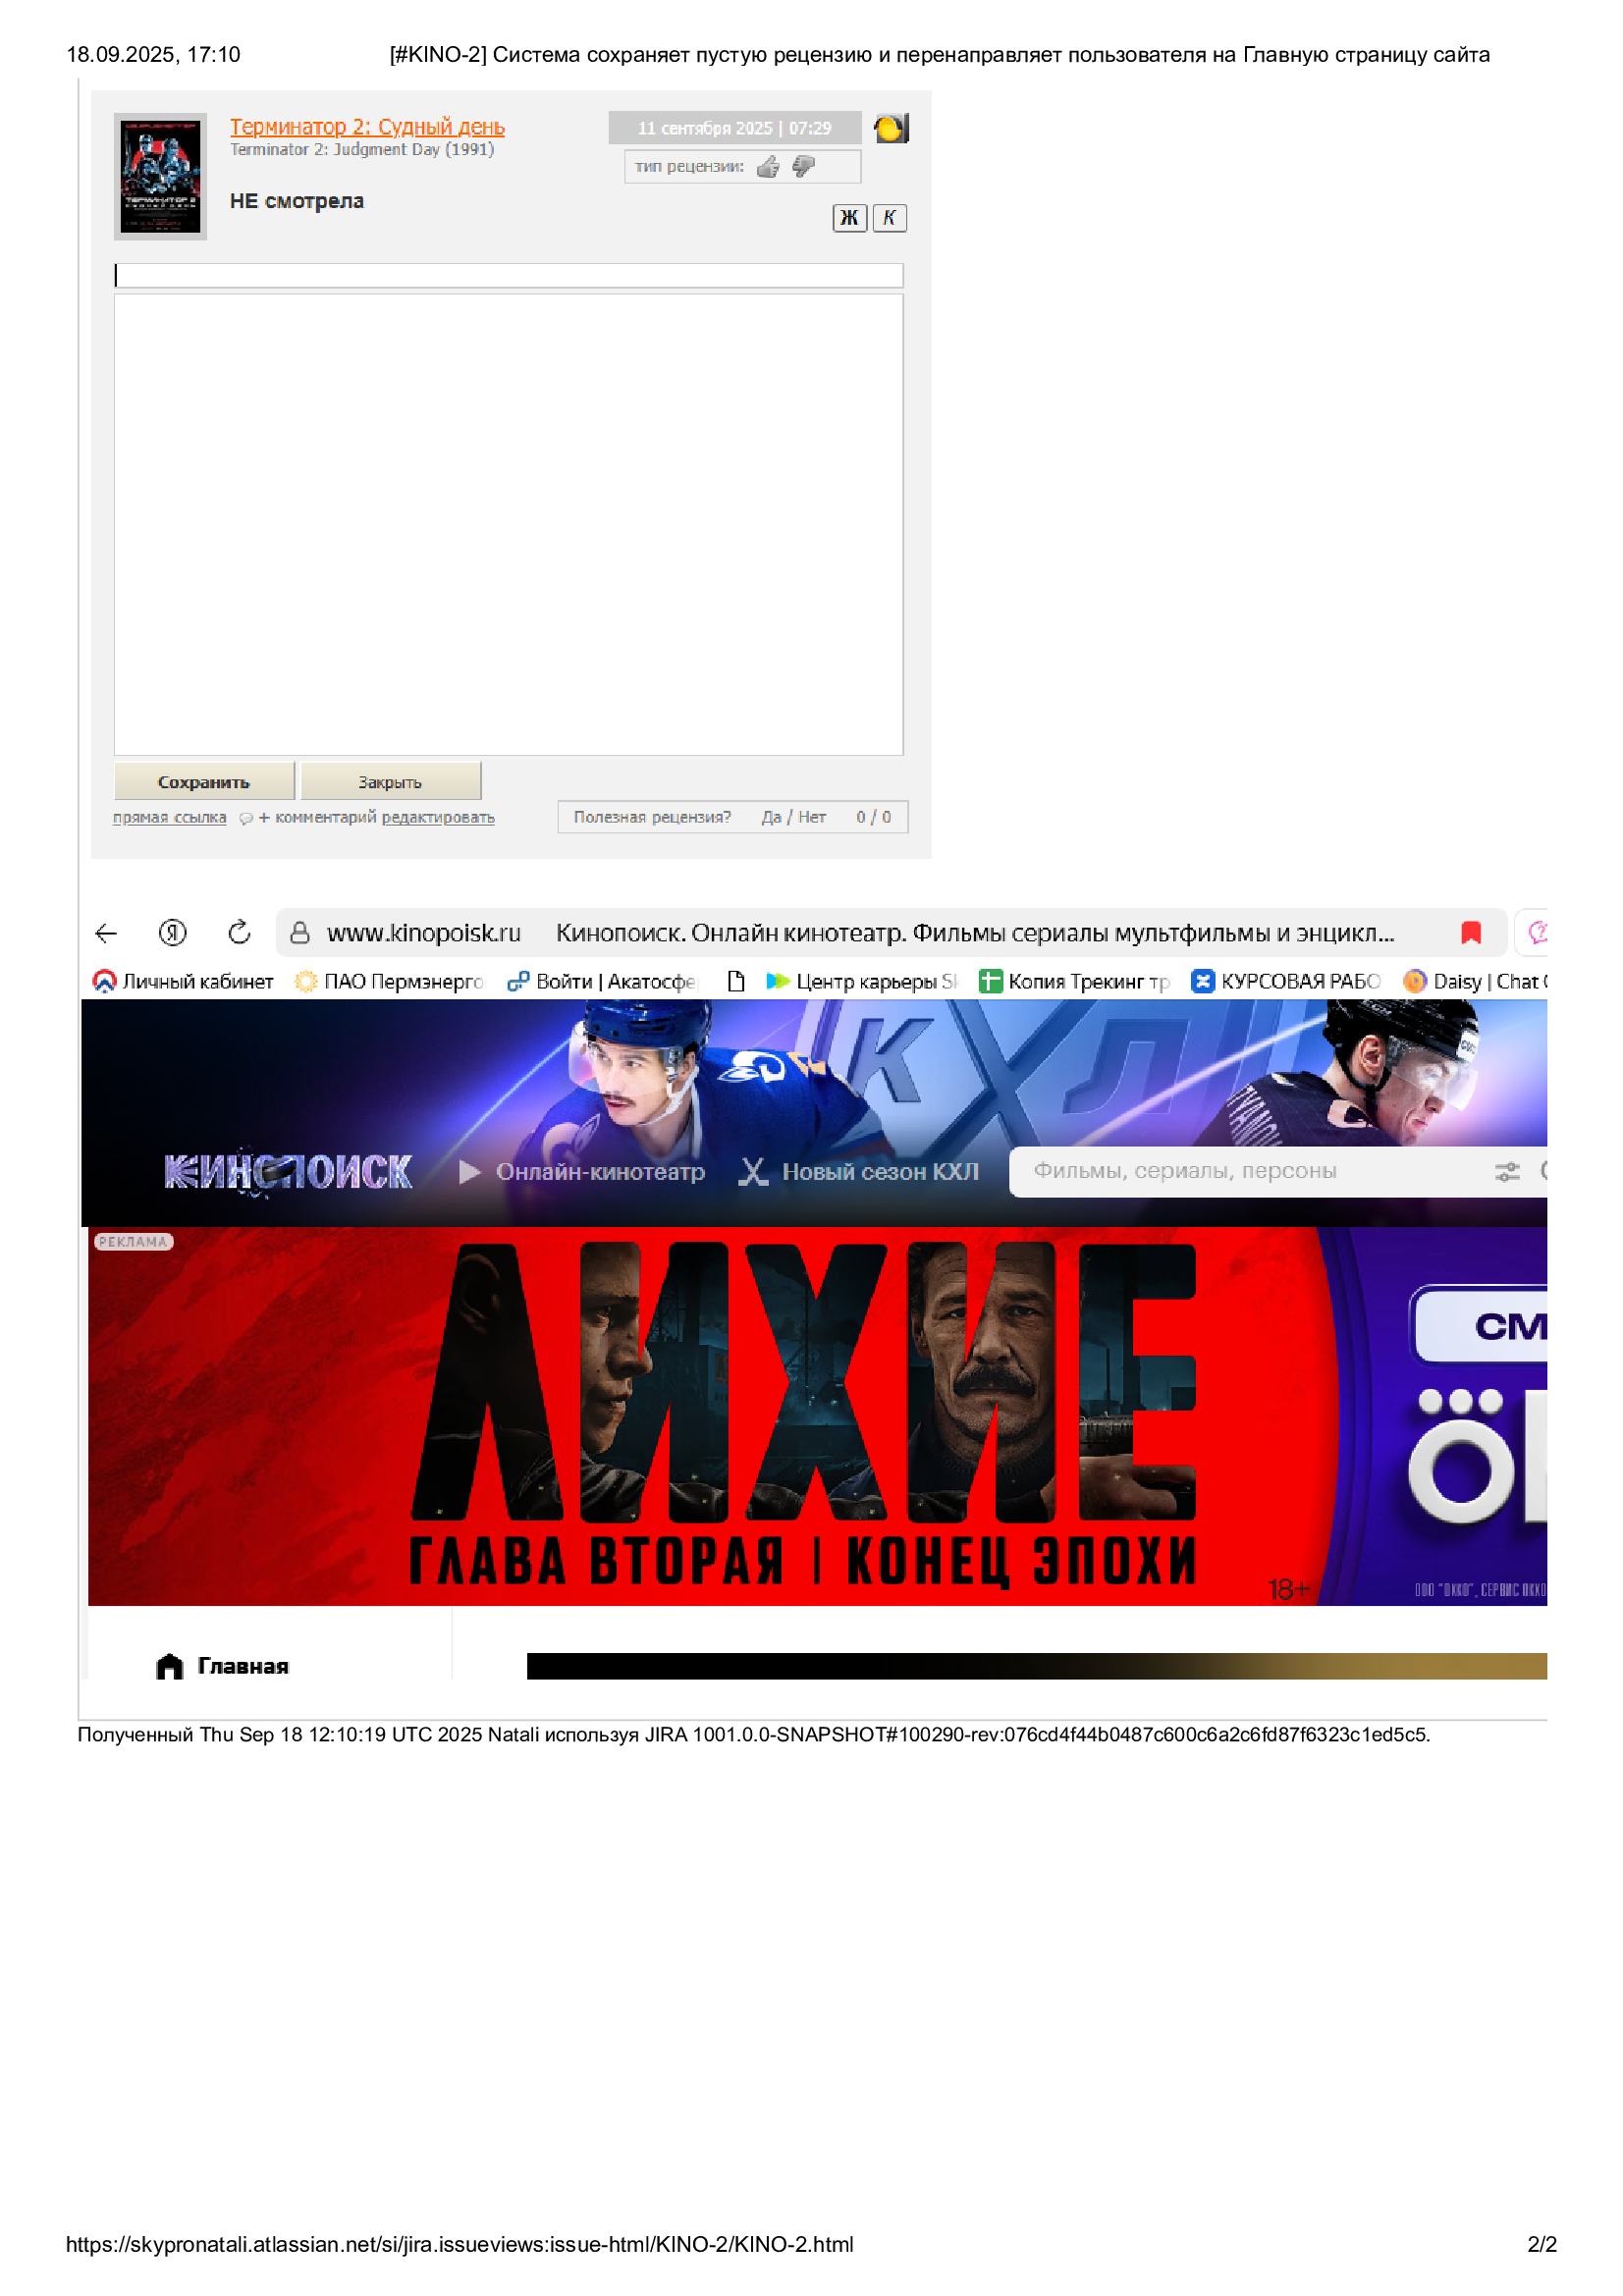 18.09.2025, 17:10
[#KINO-2] Система сохраняет пустую рецензию и перенаправляет пользователя на Главную страницу сайта
Терминатор 2: Судный день
Terminator 2: Judgment Day (1991)
11 сентября 2025 | 07:29
тип рецензии:
НЕ смотрела
Ж К
ТЕРМИНАТОР 2
Сохранить Закрыть
прямая ссылка + комментарий редактировать
Полезная рецензия? Да / Нет 0 / 0
Я www.kinopoisk.ru Кинопоиск. Онлайн кинотеатр. Фильмы сериалы мультфильмы и энцикл...
Личный кабинет ПАО Пермэнерго Войти | Акатосфе Центр карьеры Sk Копия Трекинг тр КУРСОВАЯ РАБО Daisy | Chat
КХЛ
КИНОПОИСК Онлайн-кинотеатр Новый сезон КХЛ Фильмы, сериалы, персоны
РЕКЛАМА
ЛИХИЕ
СМ
ГЛАВА ВТОРАЯ | КОНЕЦ ЭПОХИ
18+
ООО "ОККО", СЕРВИС ОККО
Главная
Полученный Thu Sep 18 12:10:19 UTC 2025 Natali используя JIRA 1001.0.0-SNAPSHOT#100290-rev:076cd4f44b0487c600c6a2c6fd87f6323c1ed5c5.
https://skypronatali.atlassian.net/si/jira.issueviews:issue-html/KINO-2/KINO-2.html
2/2